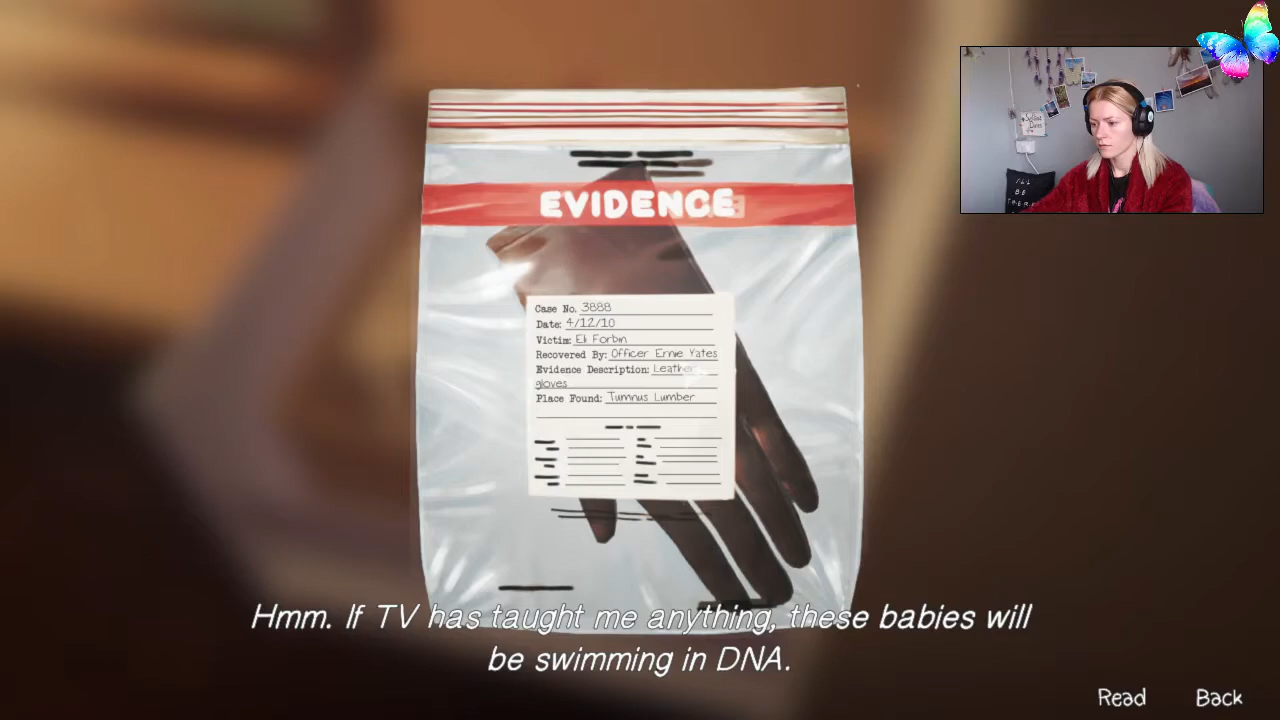 EVIDENCE
Case No. 3888
Date: 4/12/10
Victim: Eli Forbin
Recovered By: Officer Ernie Yates
Evidence Description: Leather
gloves
Place Found: Tumnus Lumber
Hmm. If TV has taught me anything, these babies will
be swimming in DNA.
Read Back